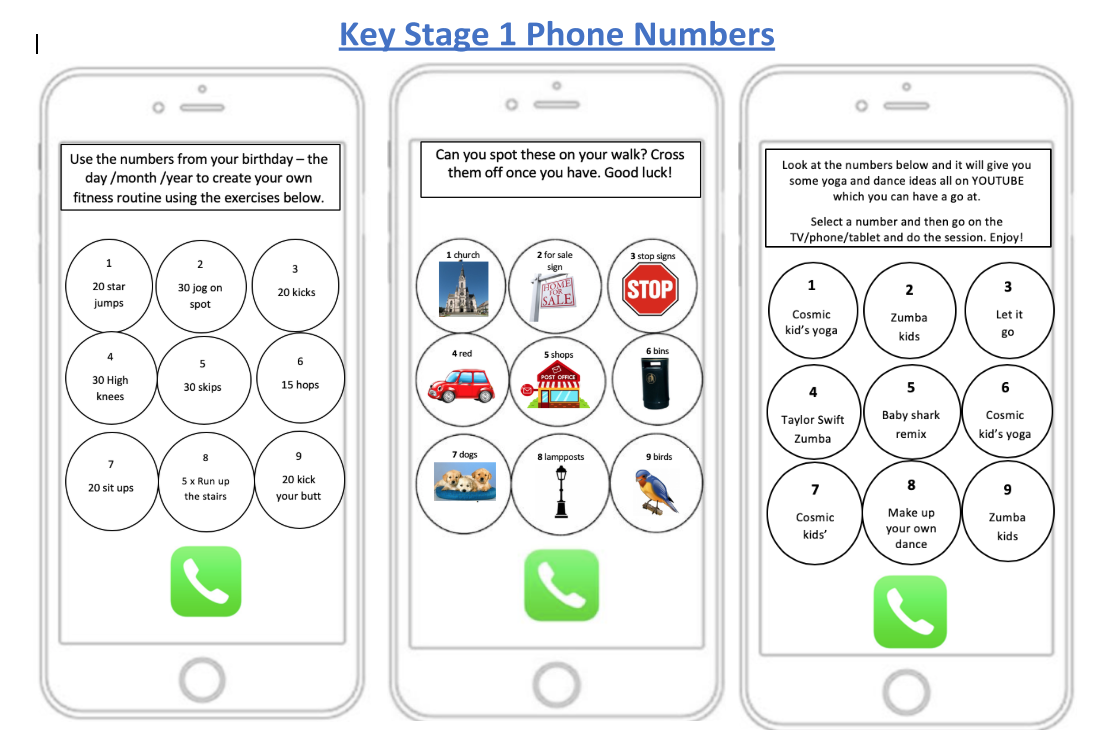 Key Stage 1 Phone Numbers
Use the numbers from your birthday – the
day /month /year to create your own
fitness routine using the exercises below.
1
20 star
jumps
2
30 jog on
spot
3
20 kicks
4
30 High
knees
5
30 skips
6
15 hops
7
20 sit ups
8
5 x Run up
the stairs
9
20 kick
your butt
Can you spot these on your walk? Cross
them off once you have. Good luck!
1 church
2 for sale
sign
HOME
FOR
SALE
3 stop signs
STOP
4 red
5 shops
POST OFFICE
6 bins
7 dogs
8 lampposts
9 birds
Look at the numbers below and it will give you
some yoga and dance ideas all on YOUTUBE
which you can have a go at.
Select a number and then go on the
TV/phone/tablet and do the session. Enjoy!
1
Cosmic
kid's yoga
2
Zumba
kids
3
Let it
go
4
Taylor Swift
Zumba
5
Baby shark
remix
6
Cosmic
kid's yoga
7
Cosmic
kids'
8
Make up
your own
dance
9
Zumba
kids